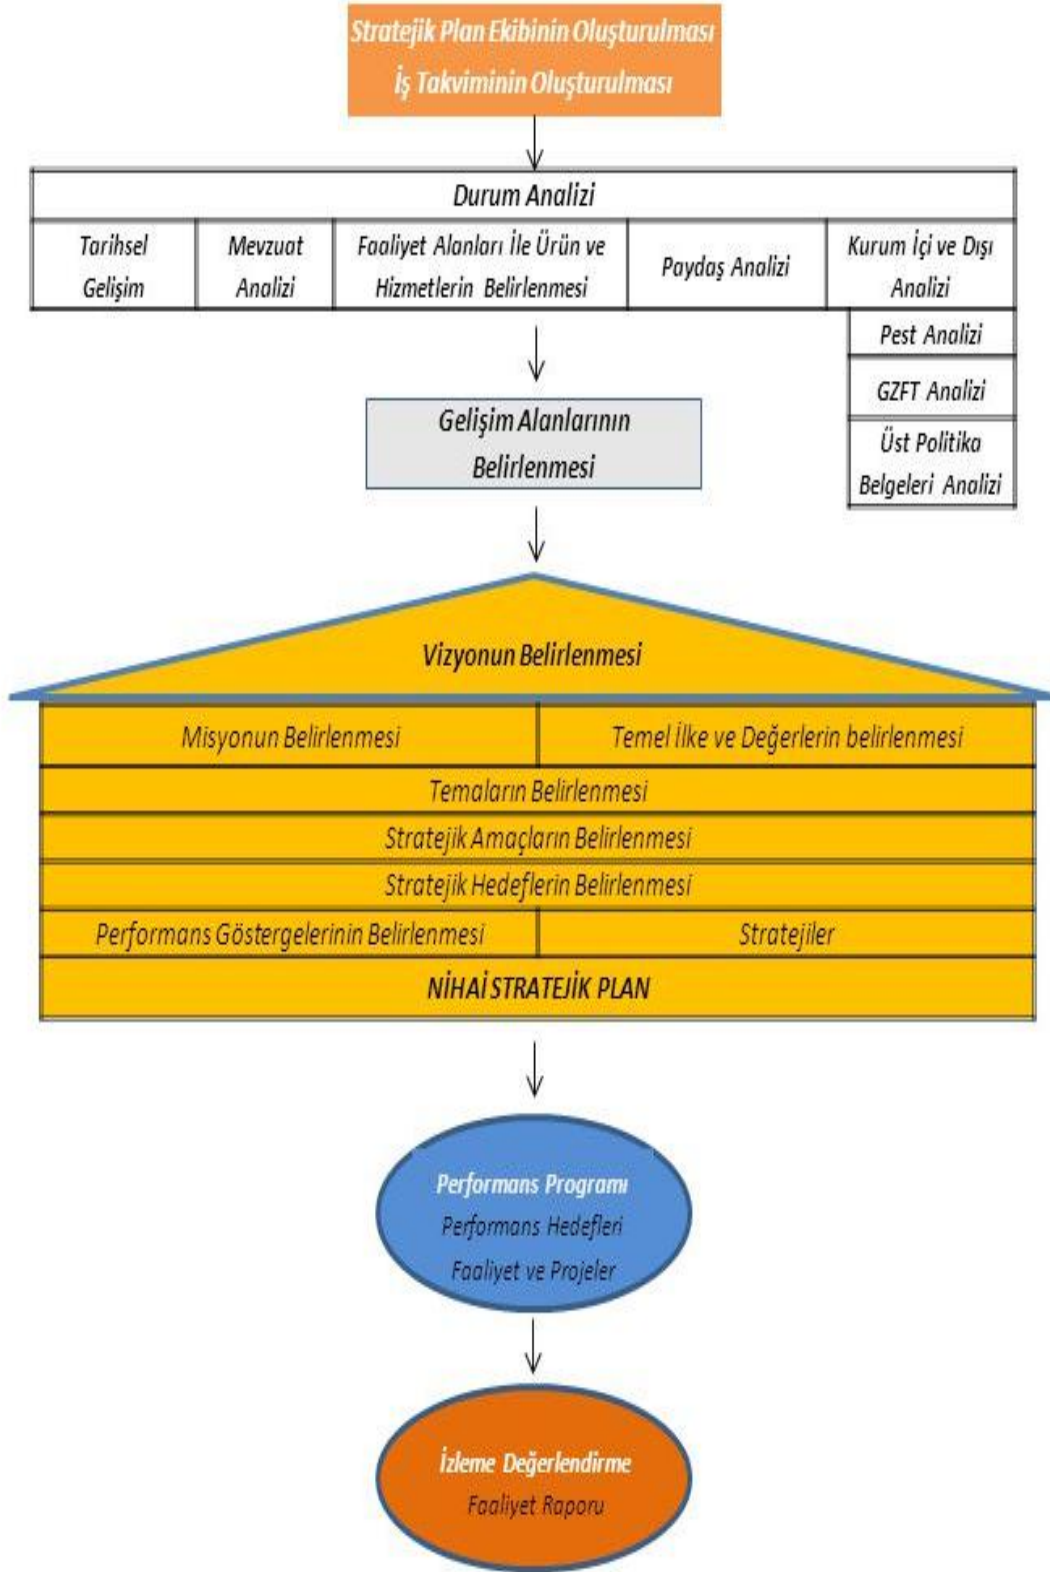 Stratejik Plan Ekibinin Oluşturulması
İş Takviminin Oluşturulması
Durum Analizi
Tarihsel
Gelişim
Mevzuat
Analizi
Faaliyet Alanları İle Ürün ve
Hizmetlerin Belirlenmesi
Paydaş Analizi
Kurum İçi ve Dışı
Analizi
Pest Analizi
GZFT Analizi
Üst Politika
Belgeleri Analizi
Gelişim Alanlarının
Belirlenmesi
Vizyonun Belirlenmesi
Misyonun Belirlenmesi
Temel İlke ve Değerlerin belirlenmesi
Temaların Belirlenmesi
Stratejik Amaçların Belirlenmesi
Stratejik Hedeflerin Belirlenmesi
Performans Göstergelerinin Belirlenmesi
Stratejiler
NİHAİ STRATEJİK PLAN
Performans Programı
Performans Hedefleri
Faaliyet ve Projeler
İzleme Değerlendirme
Faaliyet Raporu